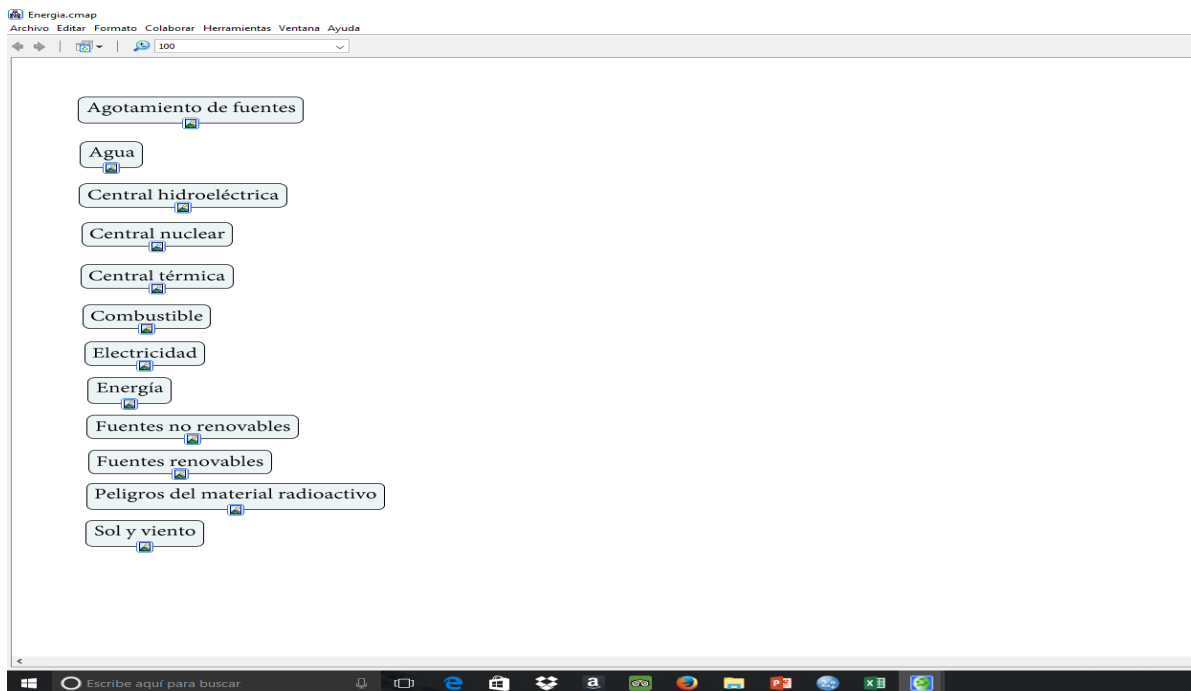 Energia.cmap
Archivo Editar Formato Colaborar Herramientas Ventana Ayuda
100
Agotamiento de fuentes
Agua
Central hidroeléctrica
Central nuclear
Central térmica
Combustible
Electricidad
Energía
Fuentes no renovables
Fuentes renovables
Peligros del material radioactivo
Sol y viento
Escribe aquí para buscar